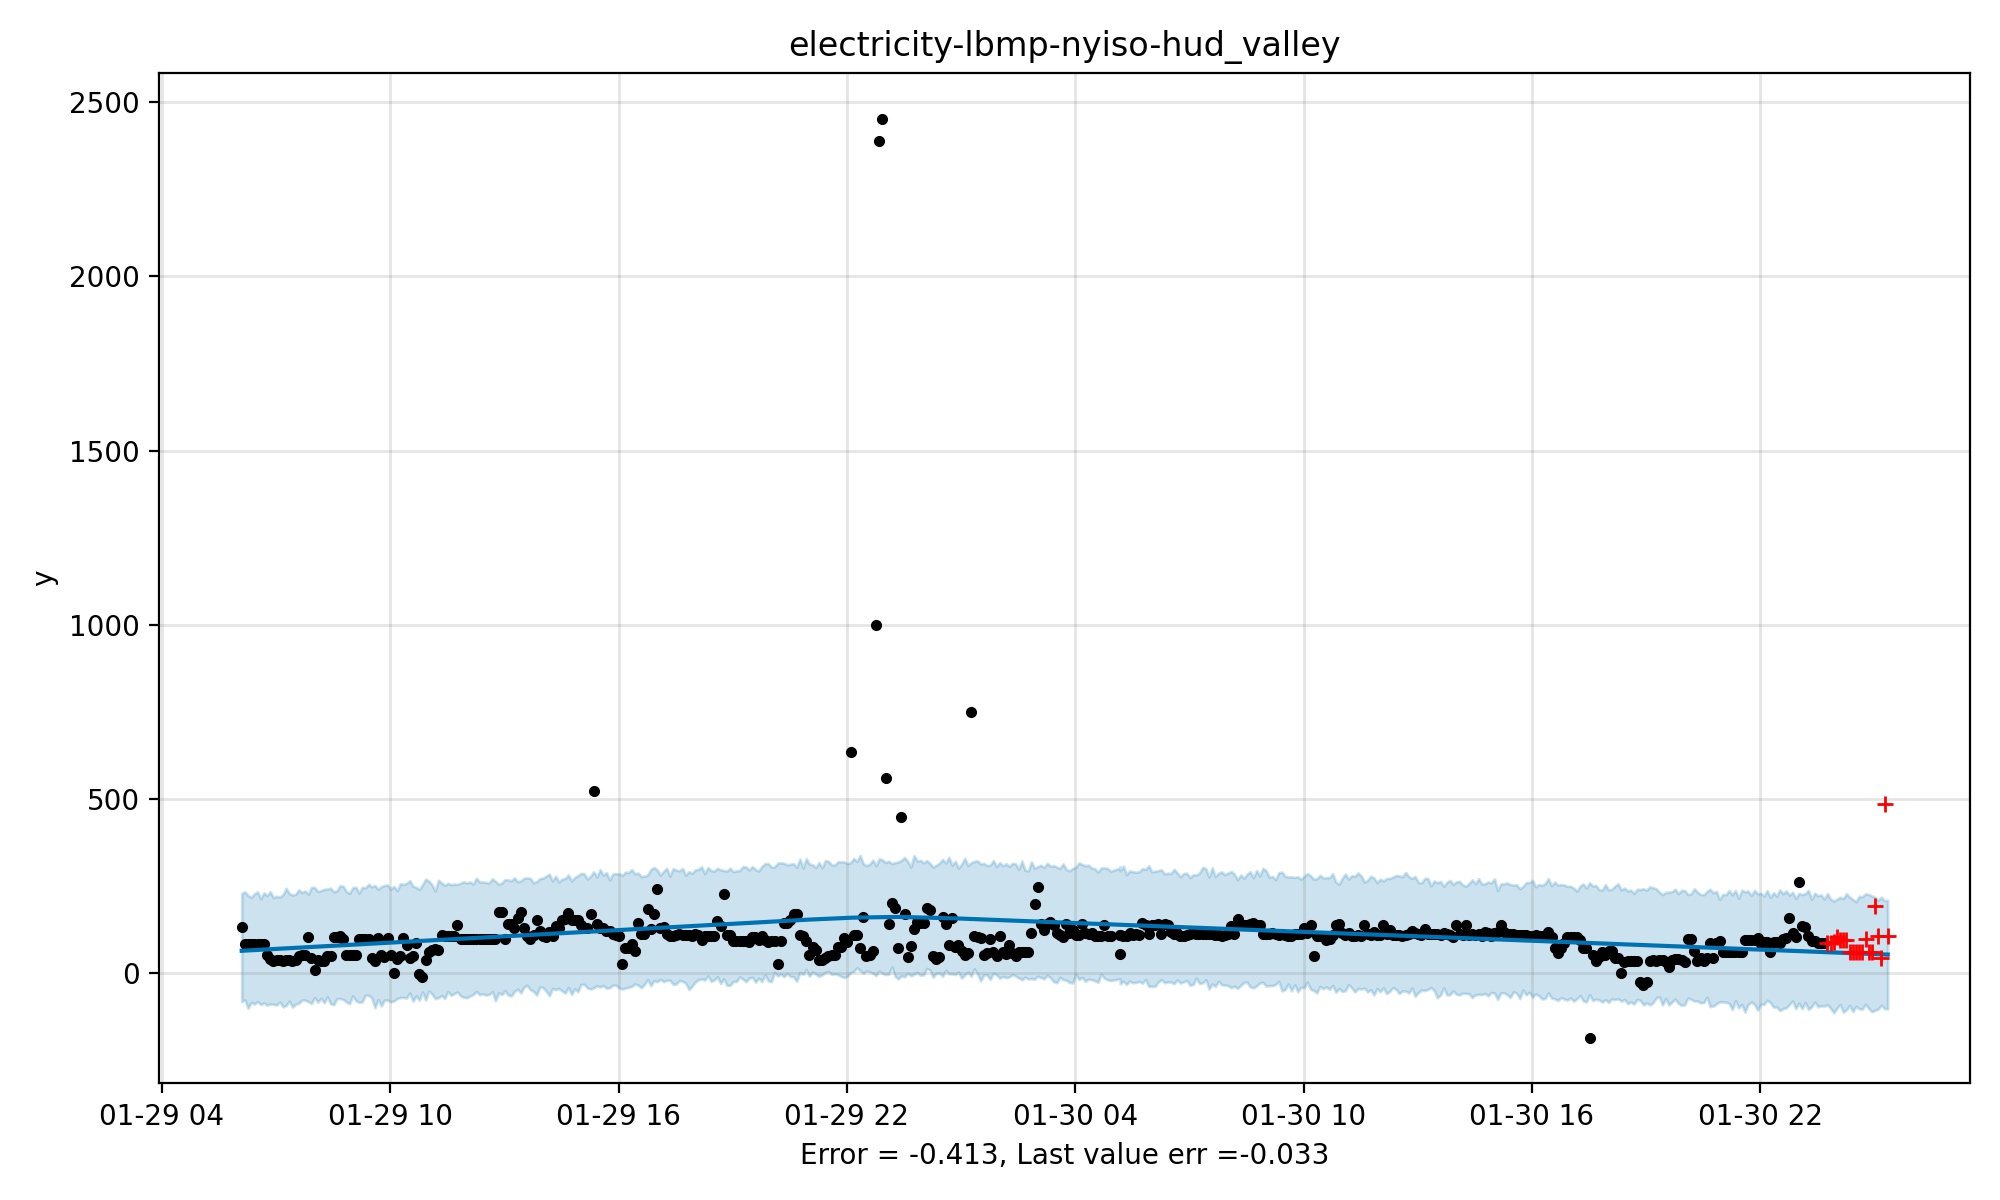 electricity-lbmp-nyiso-hud_valley
2500
2000
1500
1000
500
0
y
01-29 04 01-29 10 01-29 16 01-29 22 01-30 04 01-30 10 01-30 16 01-30 22
Error = -0.413, Last value err =-0.033